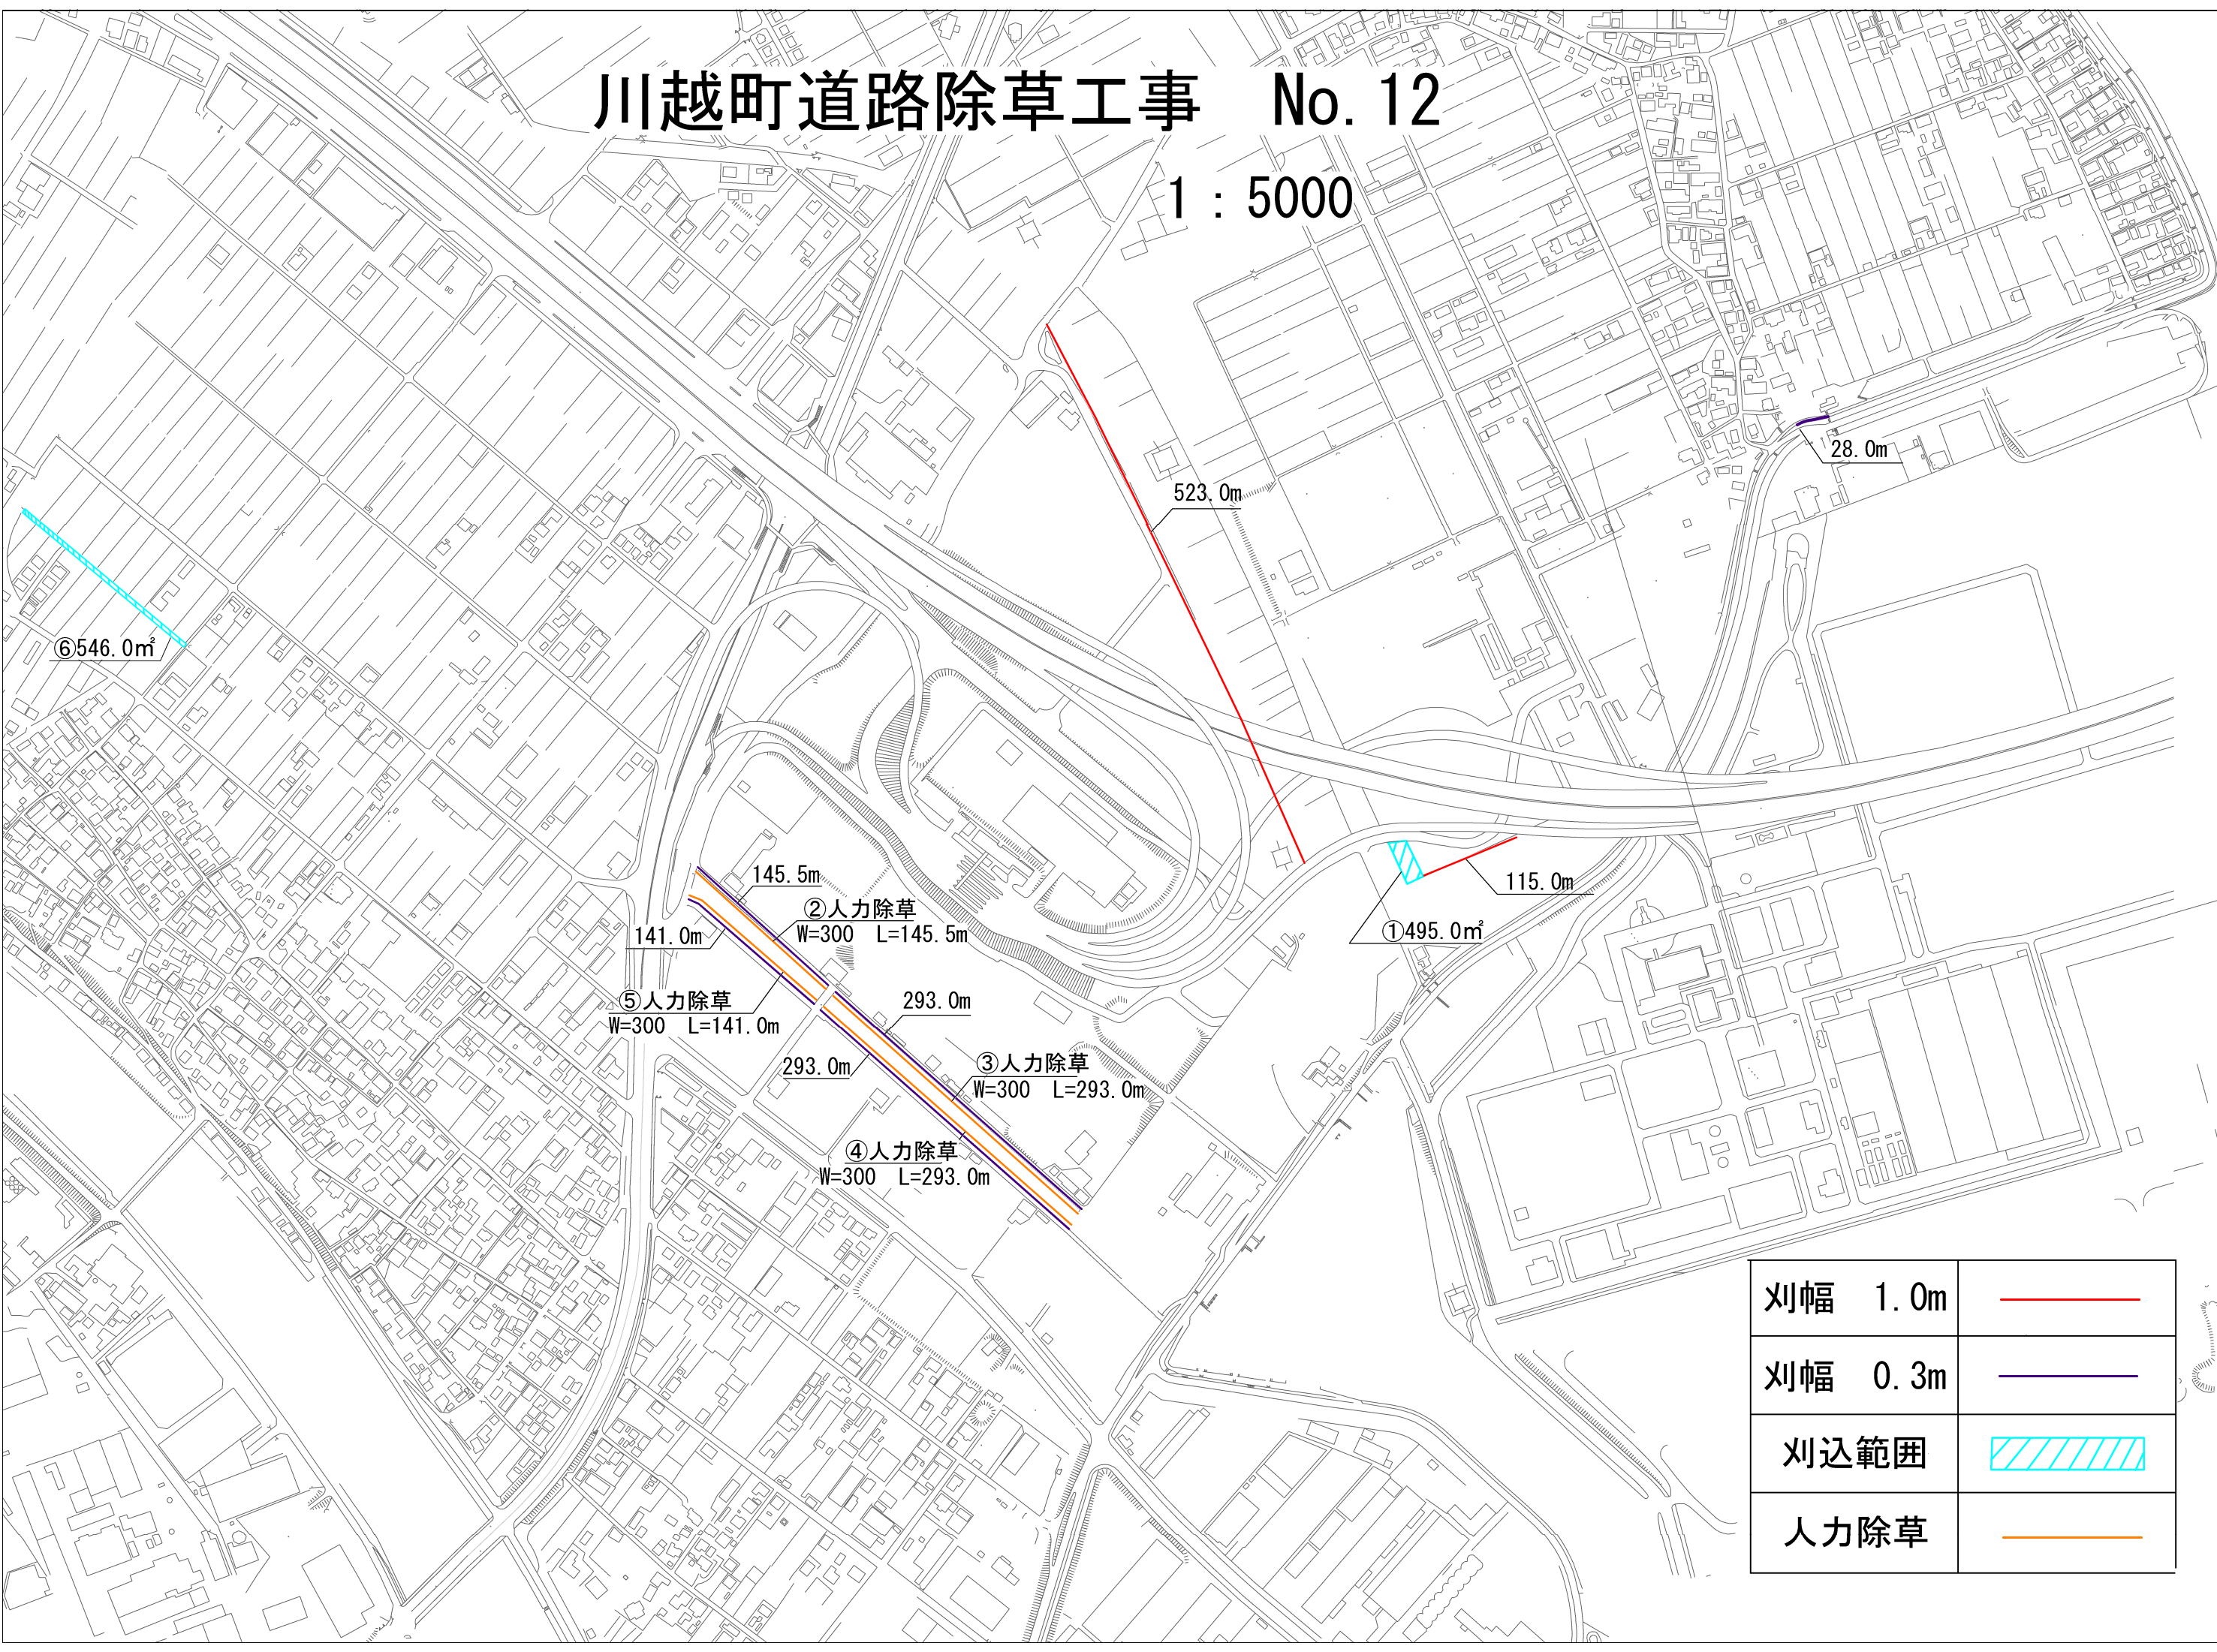 川越町道路除草工事　No.12
1：5000
28.0m
523.0m
⑥546.0㎡
115.0m
①495.0㎡
145.5m
②人力除草
W=300　L=145.5m
141.0m
⑤人力除草
W=300　L=141.0m
293.0m
293.0m
③人力除草
W=300　L=293.0m
④人力除草
W=300　L=293.0m
刈幅　1.0m
刈幅　0.3m
刈込範囲
人力除草